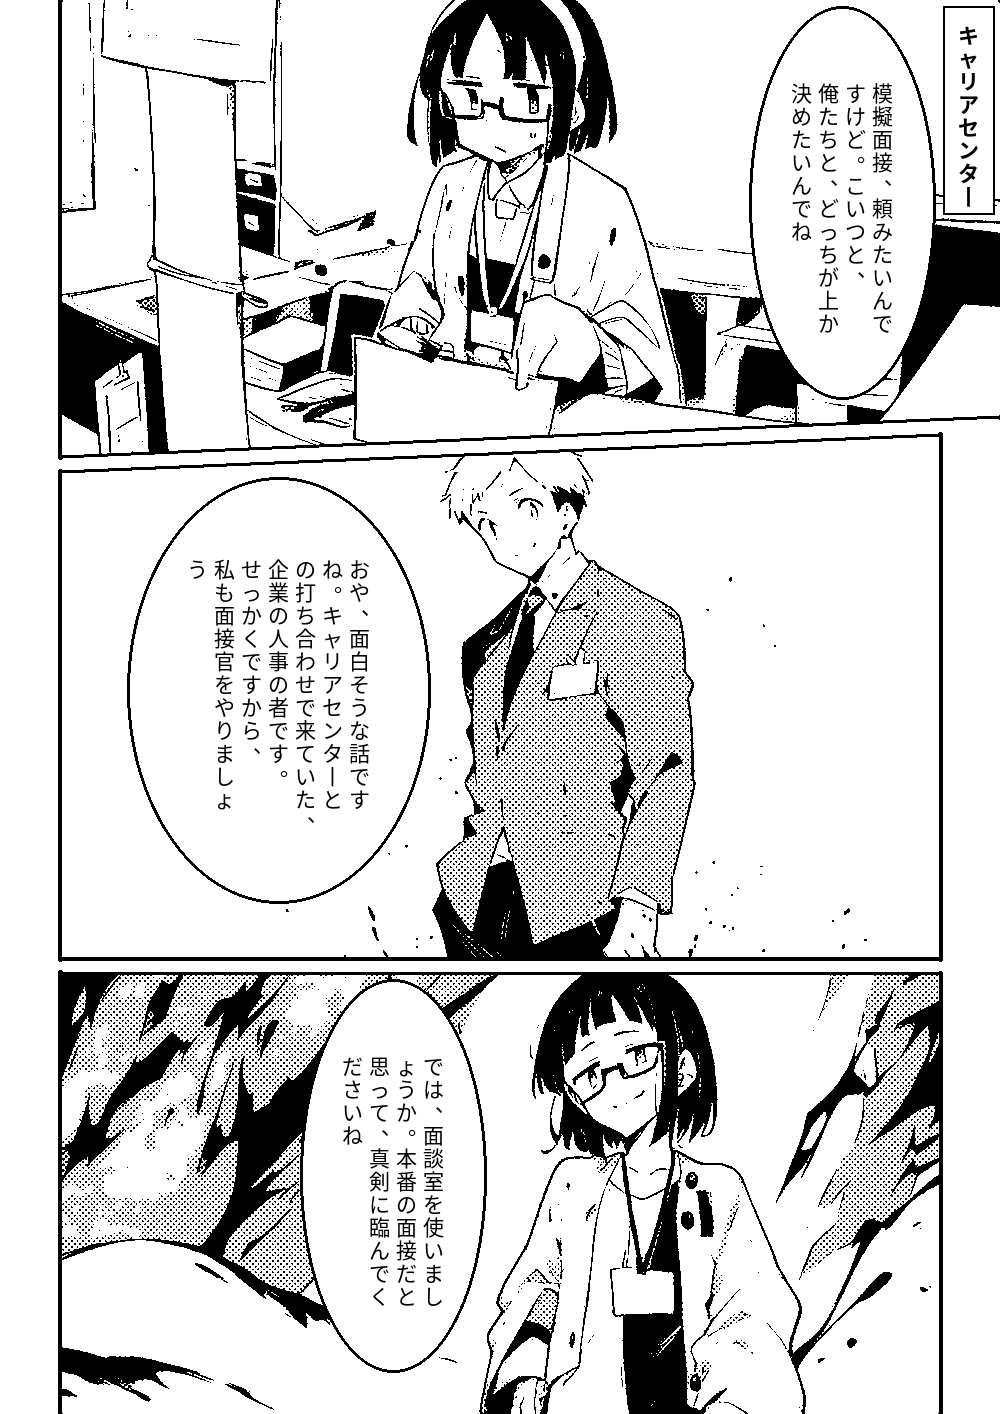 キャリアセンター
模擬面接、頼みたいんで
すけど。こいつと、
俺たちと、どっちが上か
決めたいんでね
おや、面白そうな話です
ね。キャリアセンターと
の打ち合わせで来ていた、
企業の人事の者です。
せっかくですから、
私も面接官をやりましょ
う
では、面談室を使いまし
ょうか。本番の面接だと
思って、真剣に臨んでく
ださいね